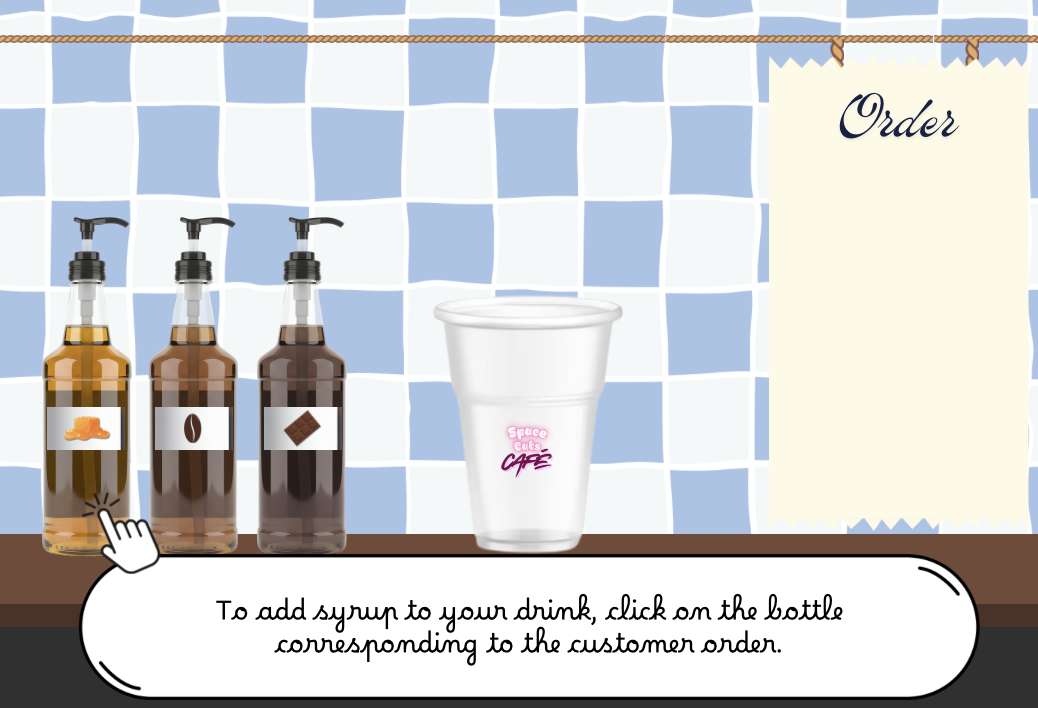 Order
Space
Cats
CAFÉ
To add syrup to your drink, click on the bottle
corresponding to the customer order.